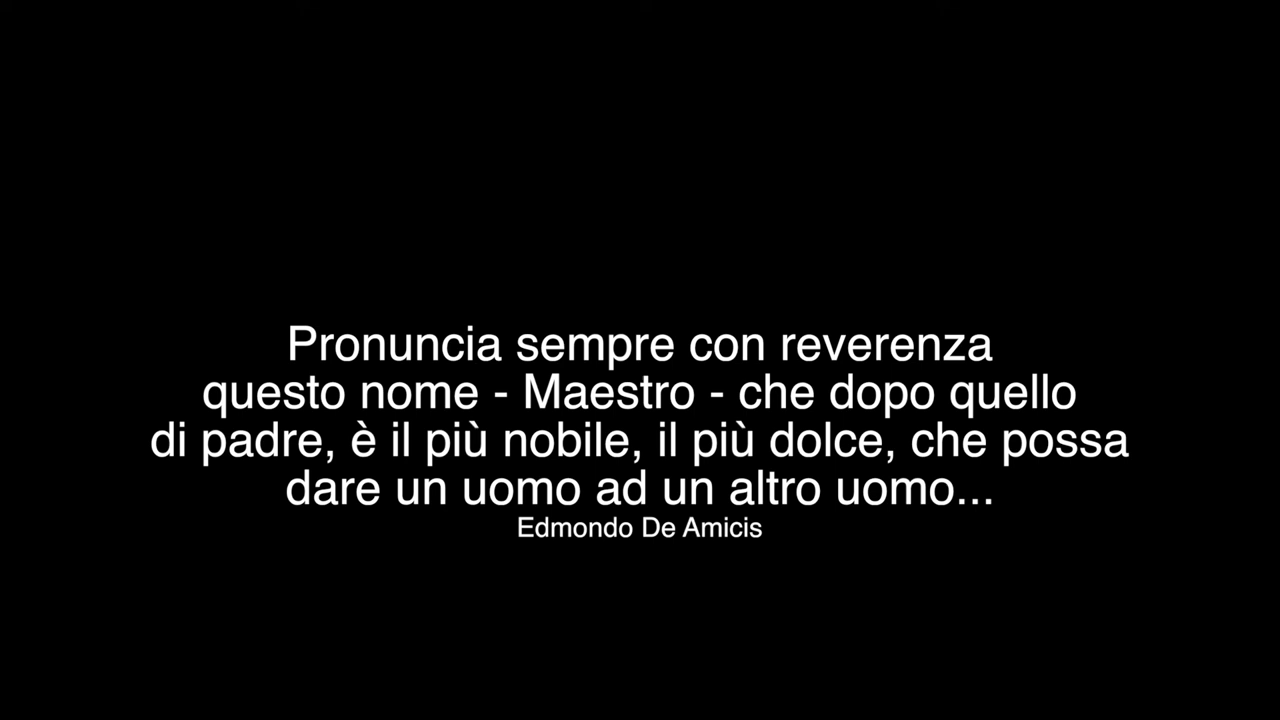 Pronuncia sempre con reverenza
questo nome - Maestro - che dopo quello
di padre, è il più nobile, il più dolce, che possa
dare un uomo ad un altro uomo...
Edmondo De Amicis